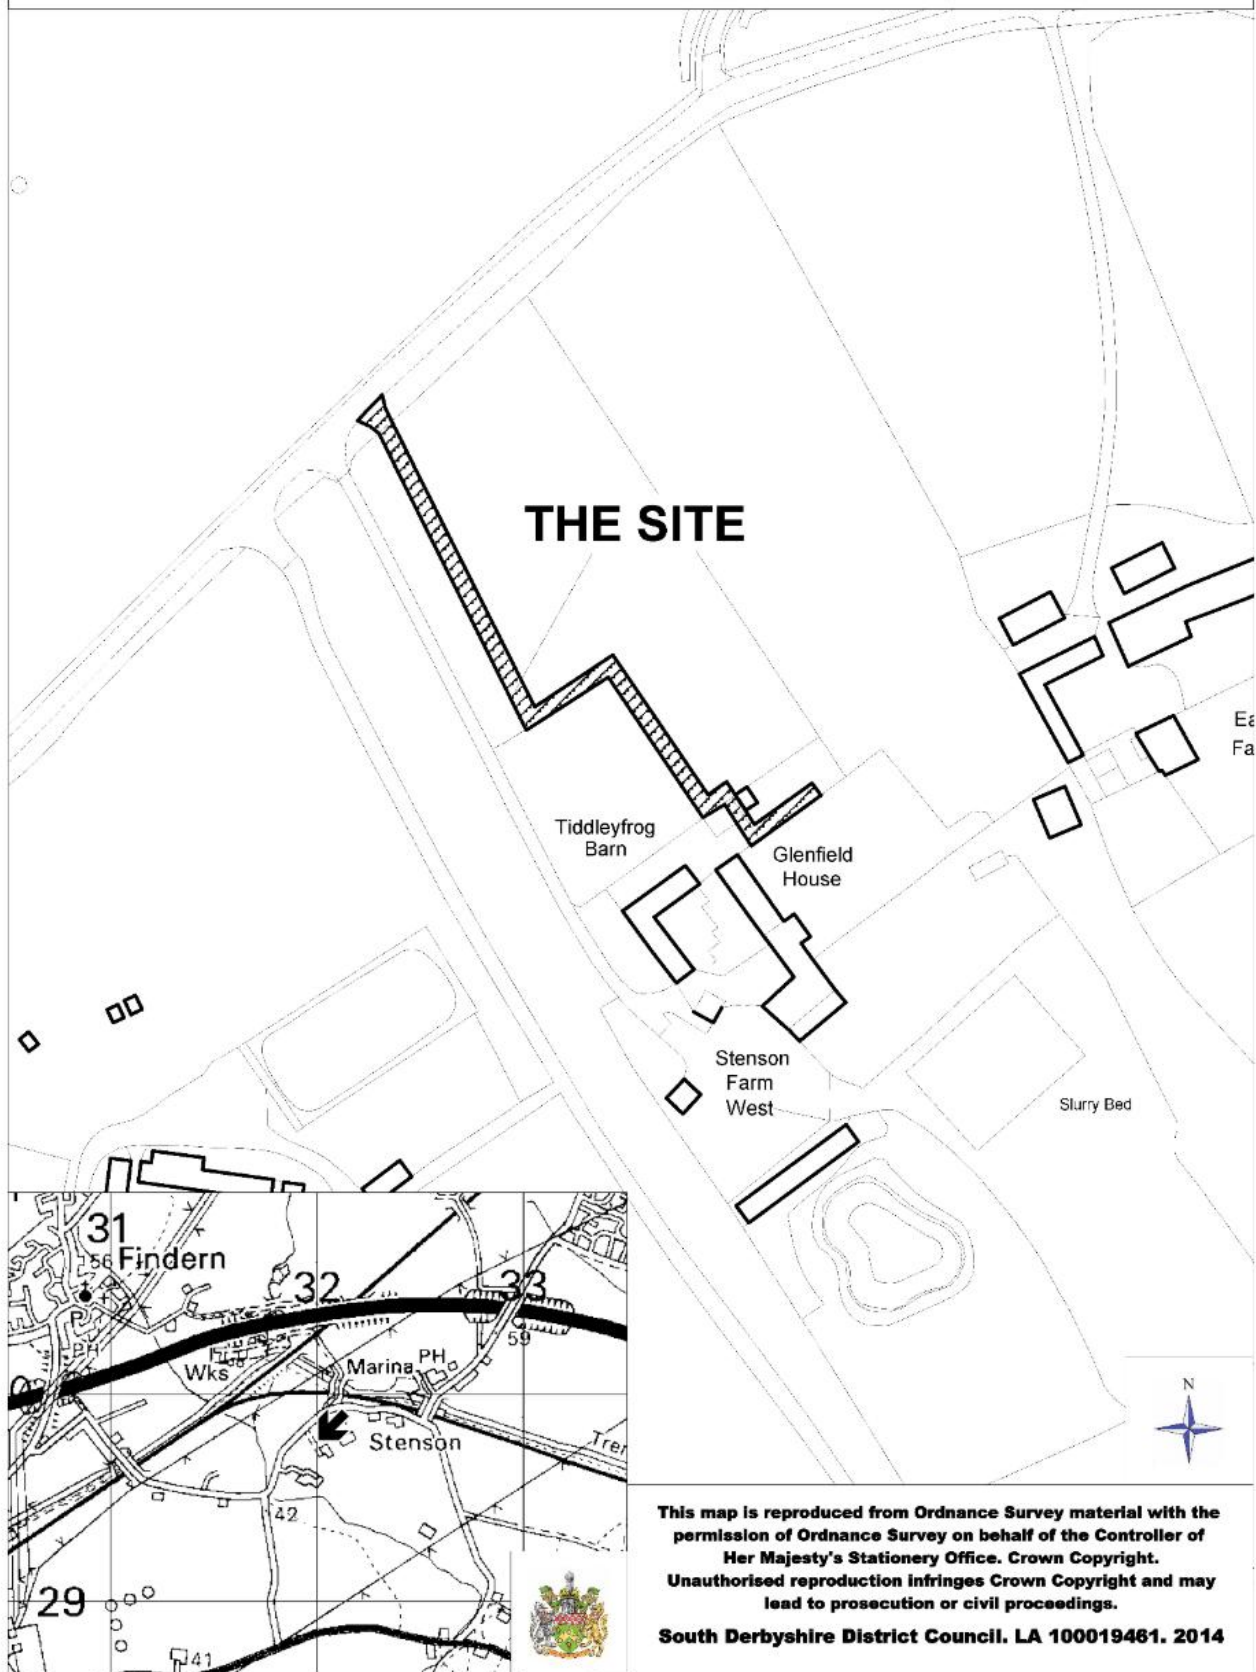 THE SITE
Tiddleyfrog
Barn
Glenfield
House
Stenson
Farm
West
Slurry Bed
31
56
Findern
32
33
59
P
PH
Wks
Marina
PH
Stenson
42
29
41
N
This map is reproduced from Ordnance Survey material with the
permission of Ordnance Survey on behalf of the Controller of
Her Majesty's Stationery Office. Crown Copyright.
Unauthorised reproduction infringes Crown Copyright and may
lead to prosecution or civil proceedings.
South Derbyshire District Council. LA 100019461. 2014